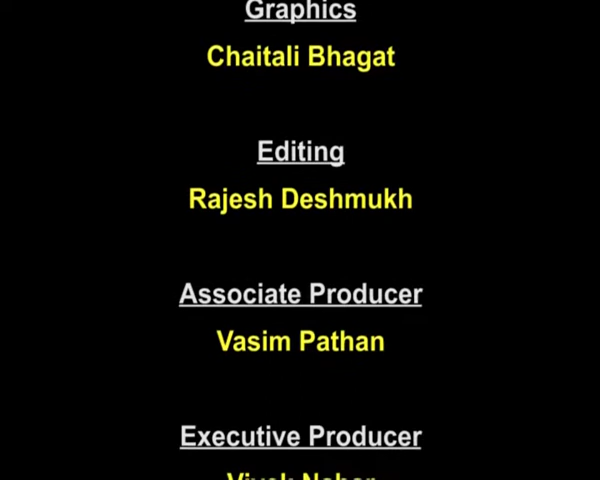 Graphics
Chaitali Bhagat
Editing
Rajesh Deshmukh
Associate Producer
Vasim Pathan
Executive Producer